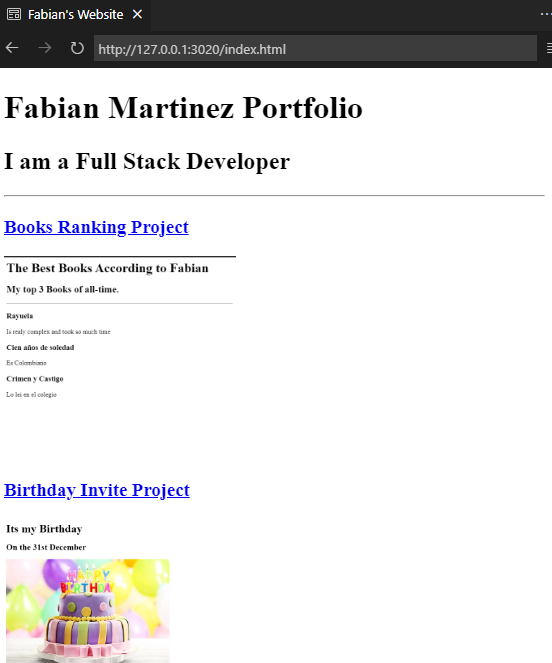 Fabian's Website
http://127.0.0.1:3020/index.html
Fabian Martinez Portfolio
I am a Full Stack Developer
Books Ranking Project
The Best Books According to Fabian
My top 3 Books of all-time.
Rayuela
Is realy complex and took so much time
Cien años de soledad
Es Colombiano
Crimen y Castigo
Lo lei en el colegio
Birthday Invite Project
Its my Birthday
On the 31st December
HAPPY
BIRTHDAY